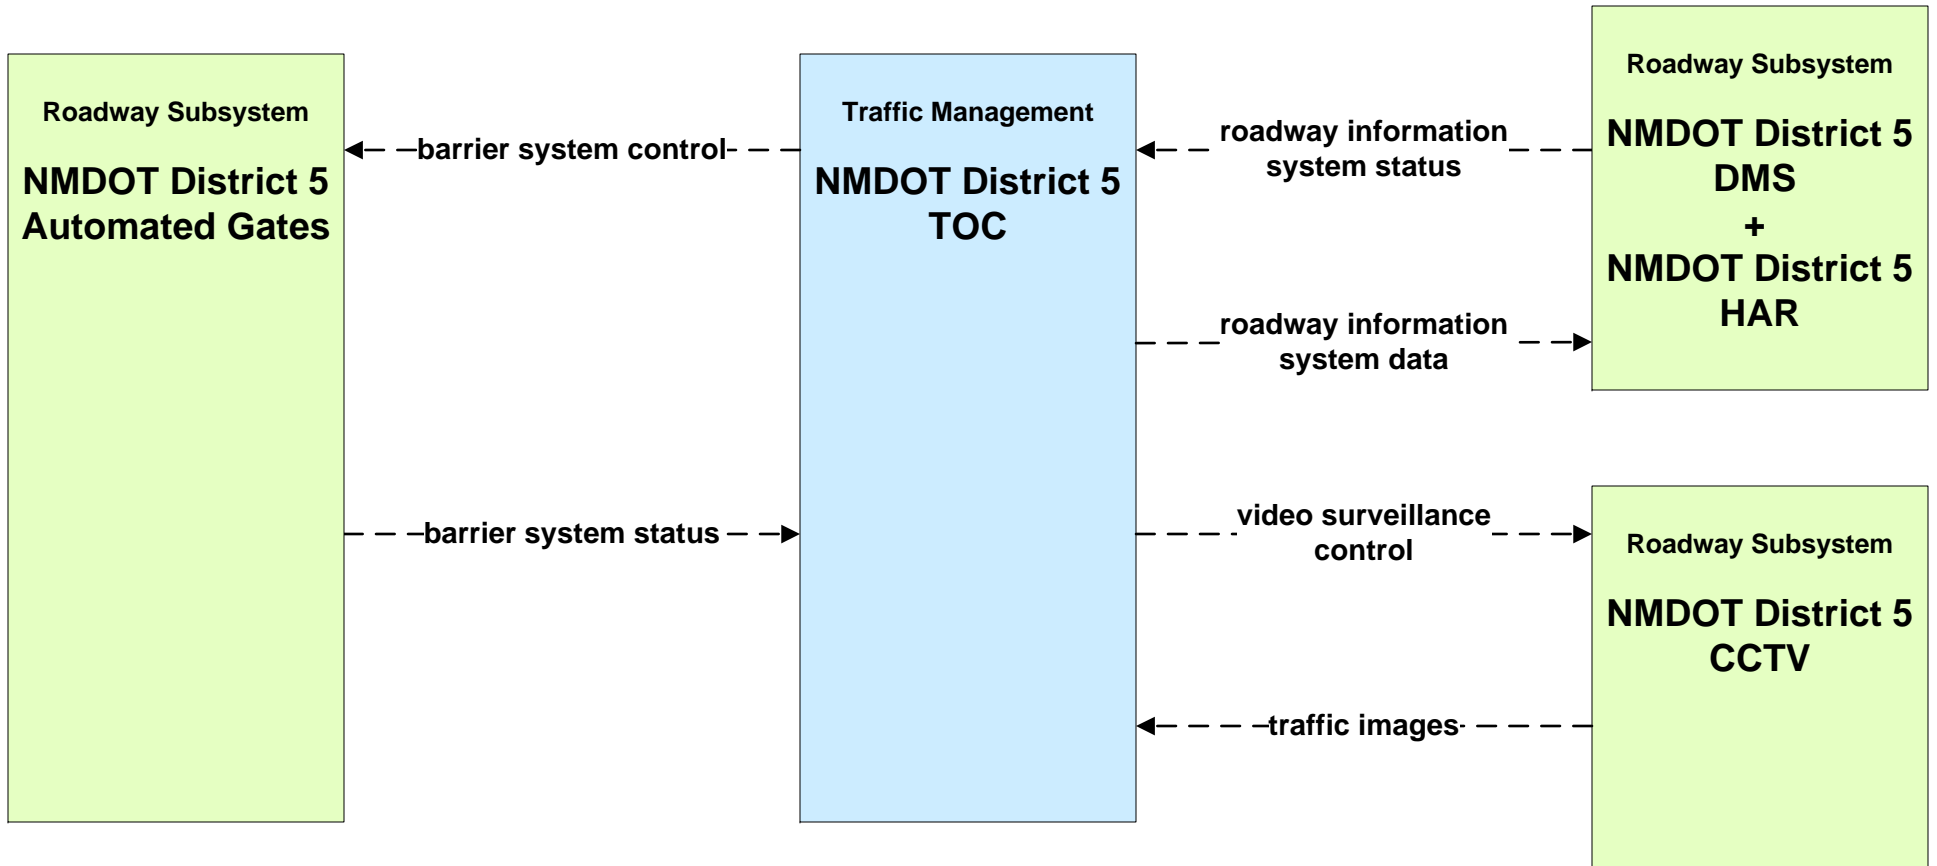 Roadway Subsystem
NMDOT District 5
Automated Gates
barrier system control
barrier system status
Traffic Management
NMDOT District 5
TOC
roadway information
system status
roadway information
system data
video surveillance
control
traffic images
Roadway Subsystem
NMDOT District 5
DMS
+
NMDOT District 5
HAR
Roadway Subsystem
NMDOT District 5
CCTV